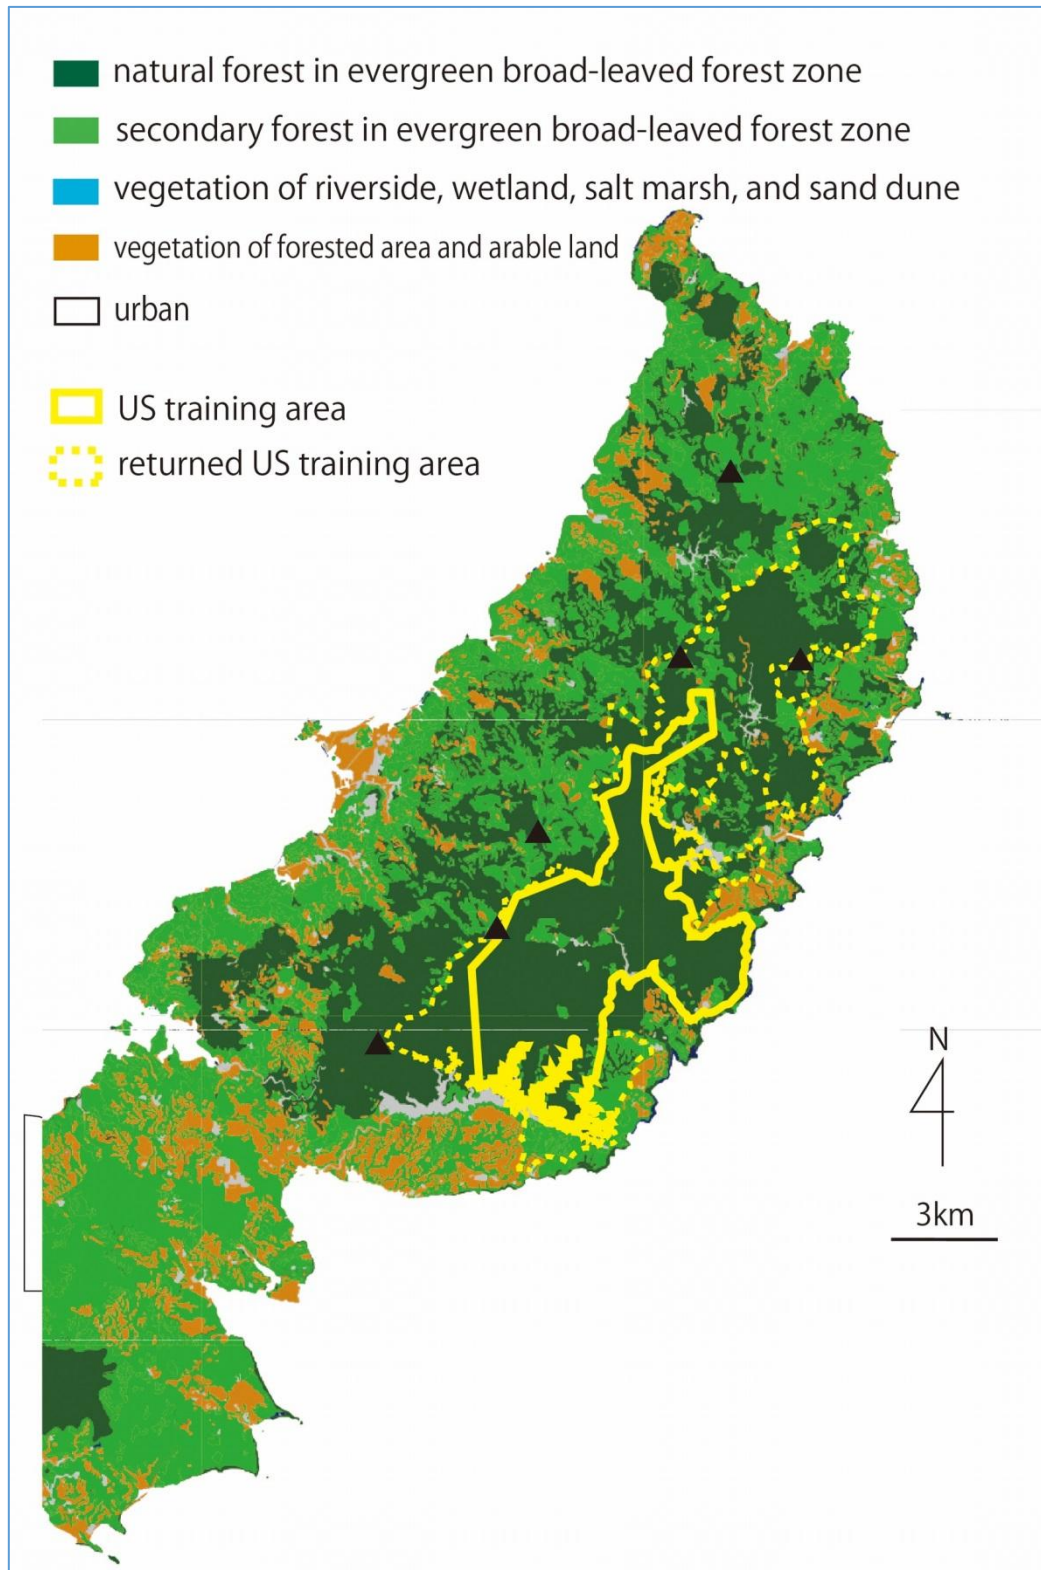 natural forest in evergreen broad-leaved forest zone
secondary forest in evergreen broad-leaved forest zone
vegetation of riverside, wetland, salt marsh, and sand dune
vegetation of forested area and arable land
urban
US training area
returned US training area
N
3km